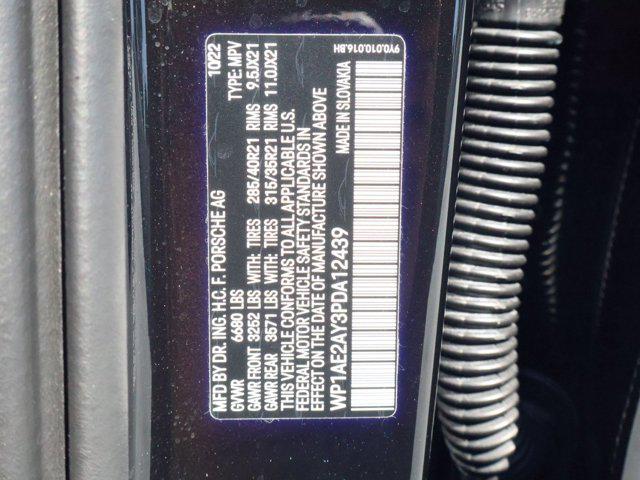 MFD BY DR. ING. H.C. F. PORSCHE AG 10/22
GVWR 6680 LBS TYPE: MPV
GAWR FRONT 3252 LBS WITH: TIRES 285/40R21 RIMS 9.5JX21
GAWR REAR 3571 LBS WITH: TIRES 315/35R21 RIMS 11.0JX21
THIS VEHICLE CONFORMS TO ALL APPLICABLE U.S.
FEDERAL MOTOR VEHICLE SAFETY STANDARDS IN
EFFECT ON THE DATE OF MANUFACTURE SHOWN ABOVE
WP1AE2AY3PDA12439
MADE IN SLOVAKIA
9Y0.010.016.BH